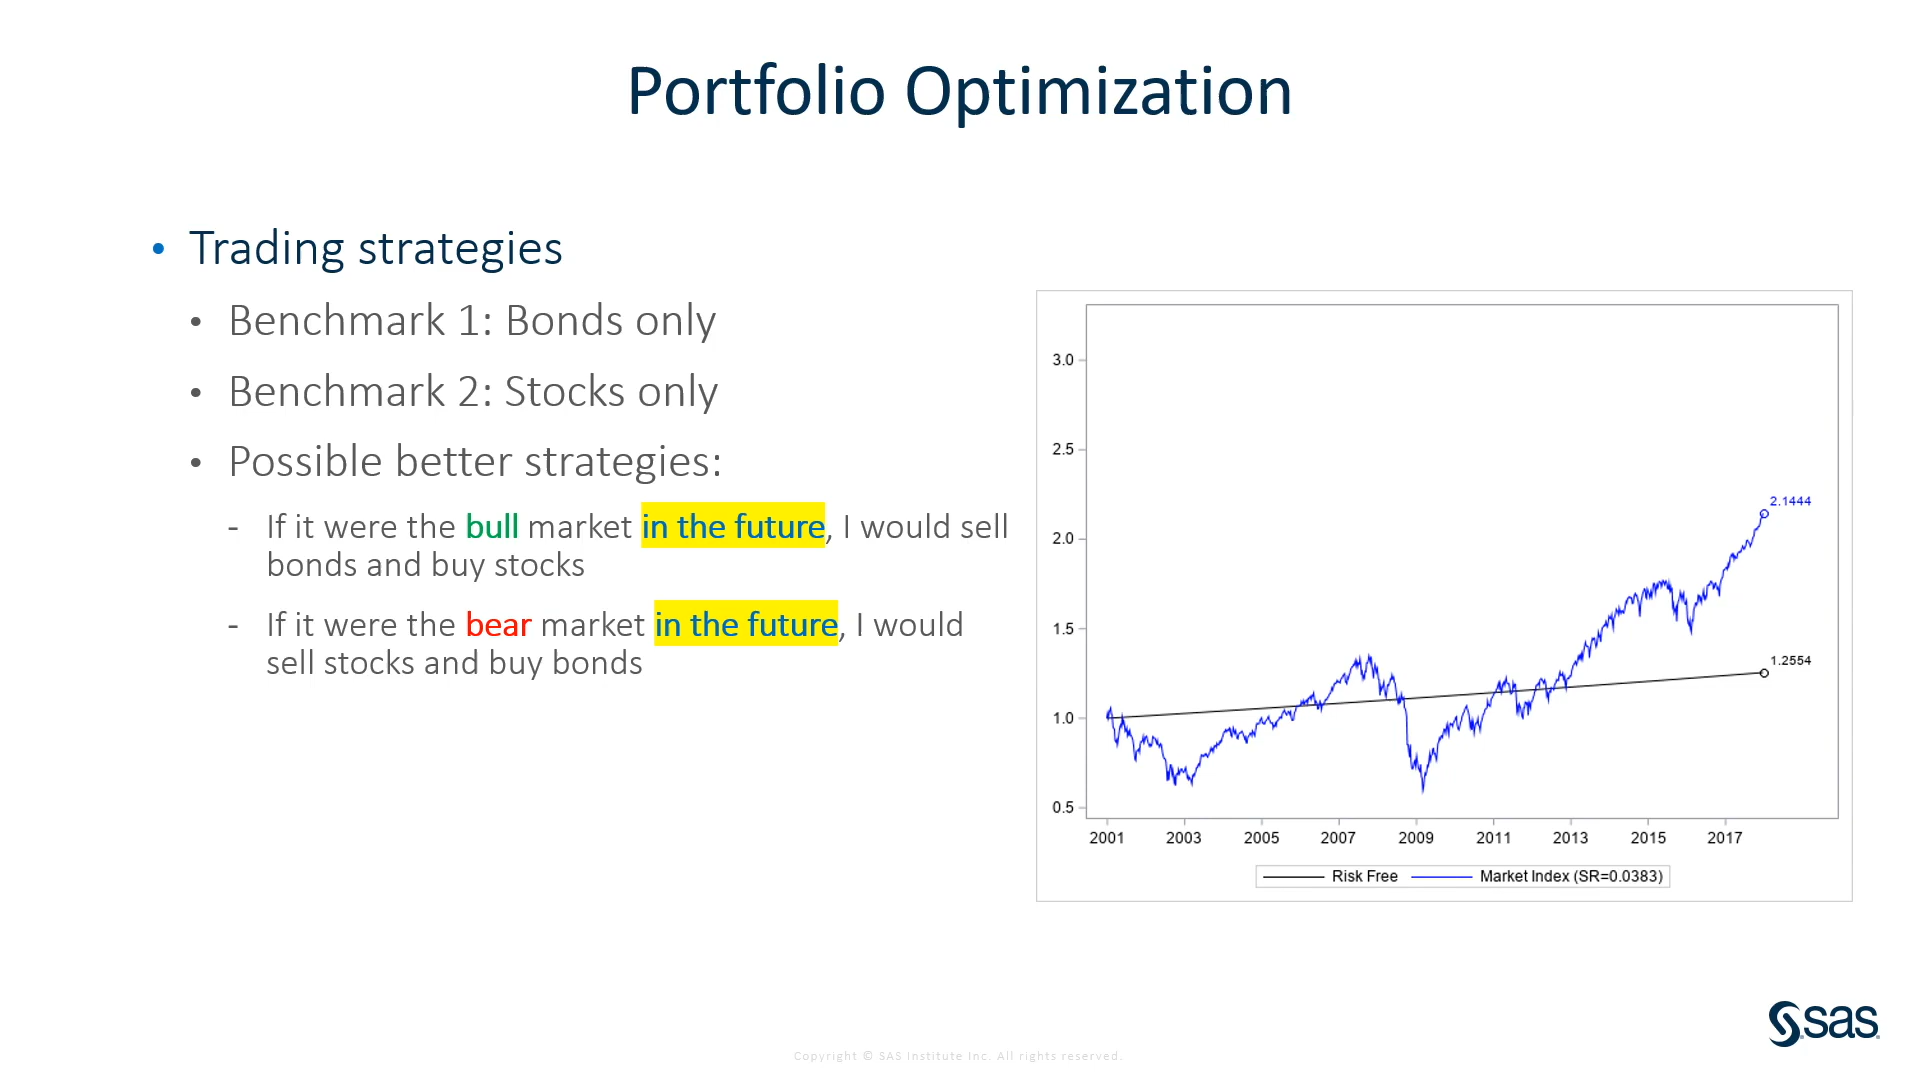 Portfolio Optimization
• Trading strategies
• Benchmark 1: Bonds only
• Benchmark 2: Stocks only
• Possible better strategies:
- If it were the bull market in the future, I would sell
bonds and buy stocks
- If it were the bear market in the future, I would
sell stocks and buy bonds
3.0
2.5
2.0
1.5
1.0
0.5
2.1444
1.2554
2001 2003 2005 2007 2009 2011 2013 2015 2017
Risk Free Market Index (SR=0.0383)
sas
Copyright © SAS Institute Inc. All rights reserved.